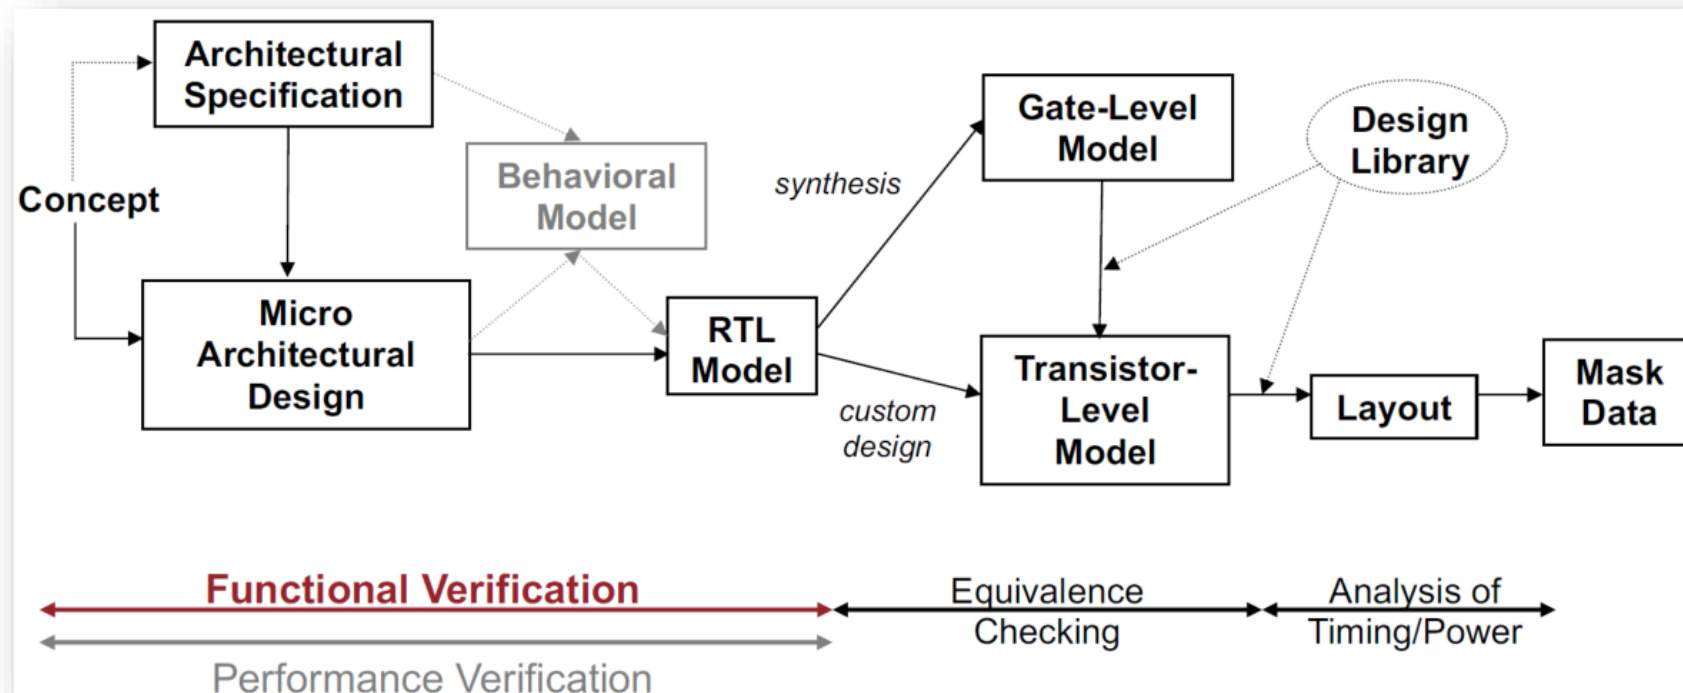 Architectural
Specification
Concept
Behavioral
Model
Micro
Architectural
Design
RTL
Model
synthesis
custom
design
Gate-Level
Model
Design
Library
Transistor-
Level
Model
Layout
Mask
Data
Functional Verification
Performance Verification
Equivalence
Checking
Analysis of
Timing/Power